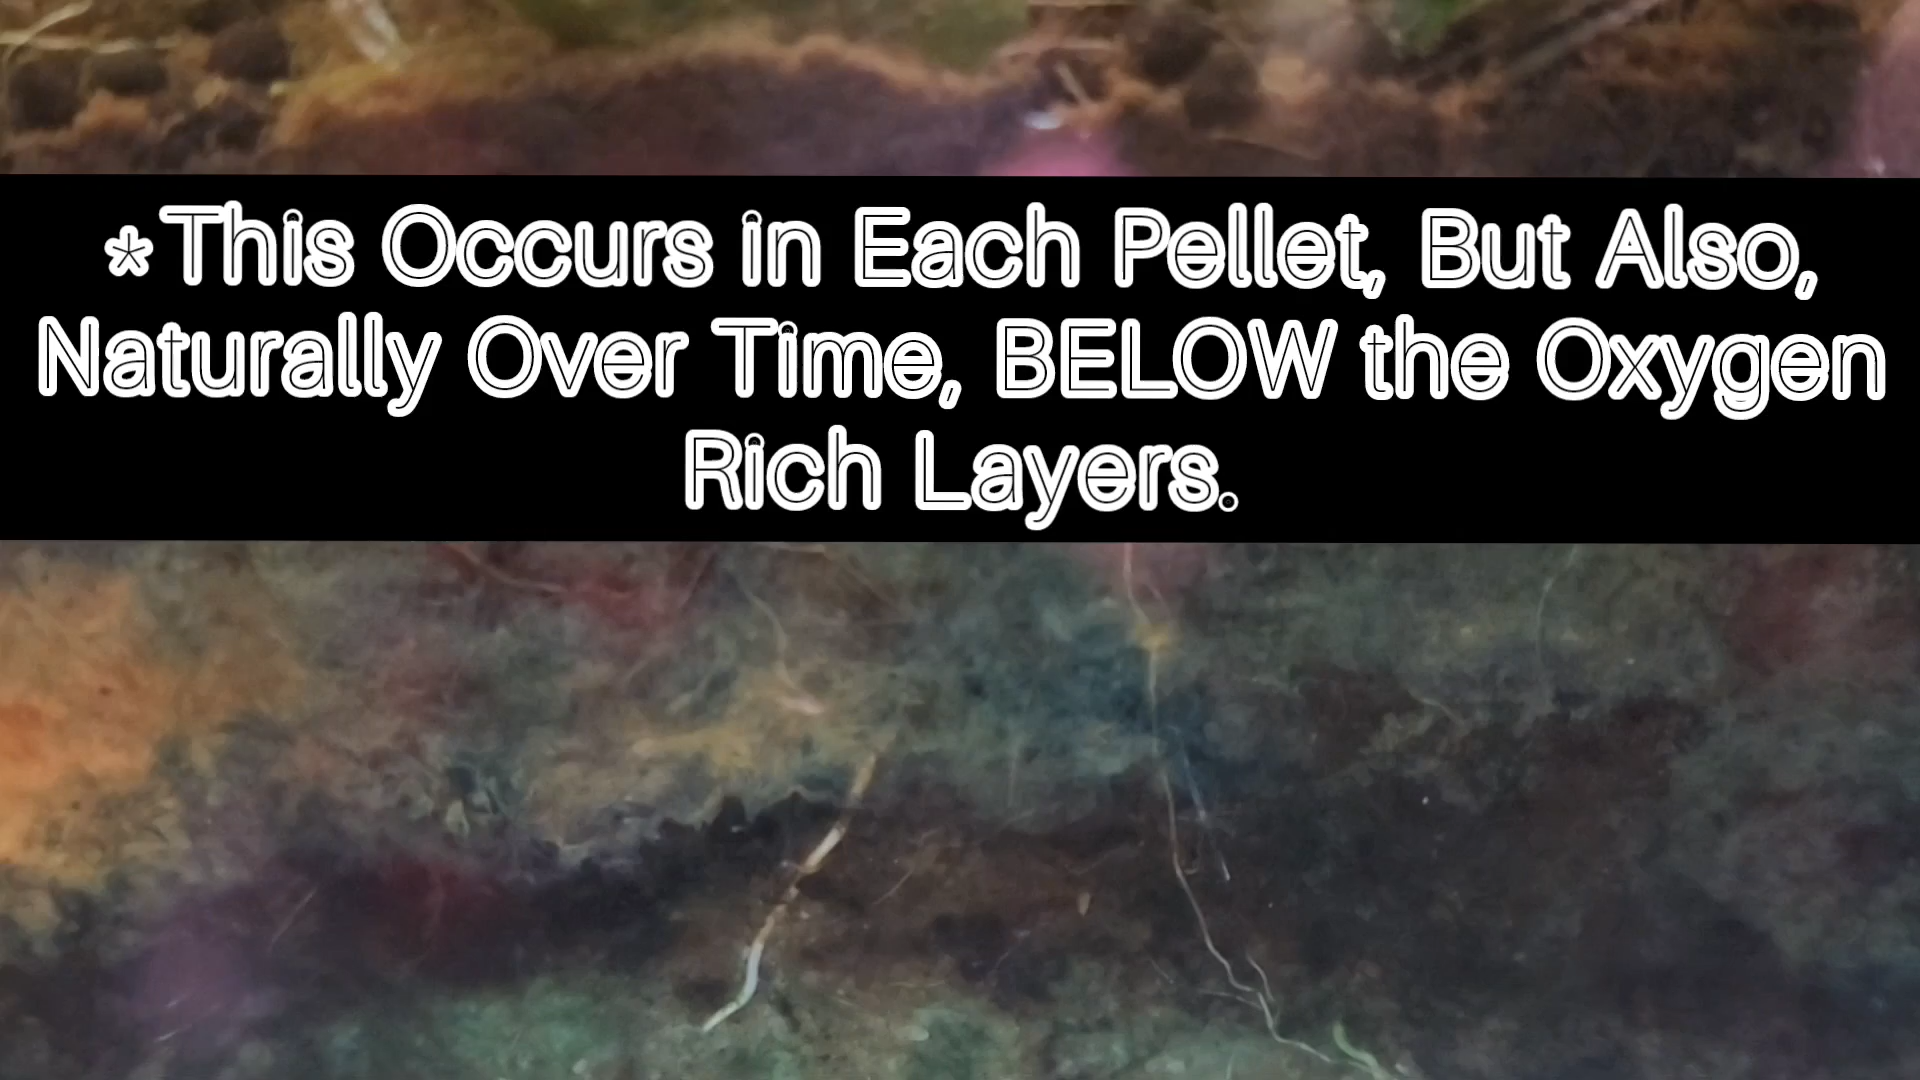 *This Occurs in Each Pellet, But Also,
Naturally Over Time, BELOW the Oxygen
Rich Layers.